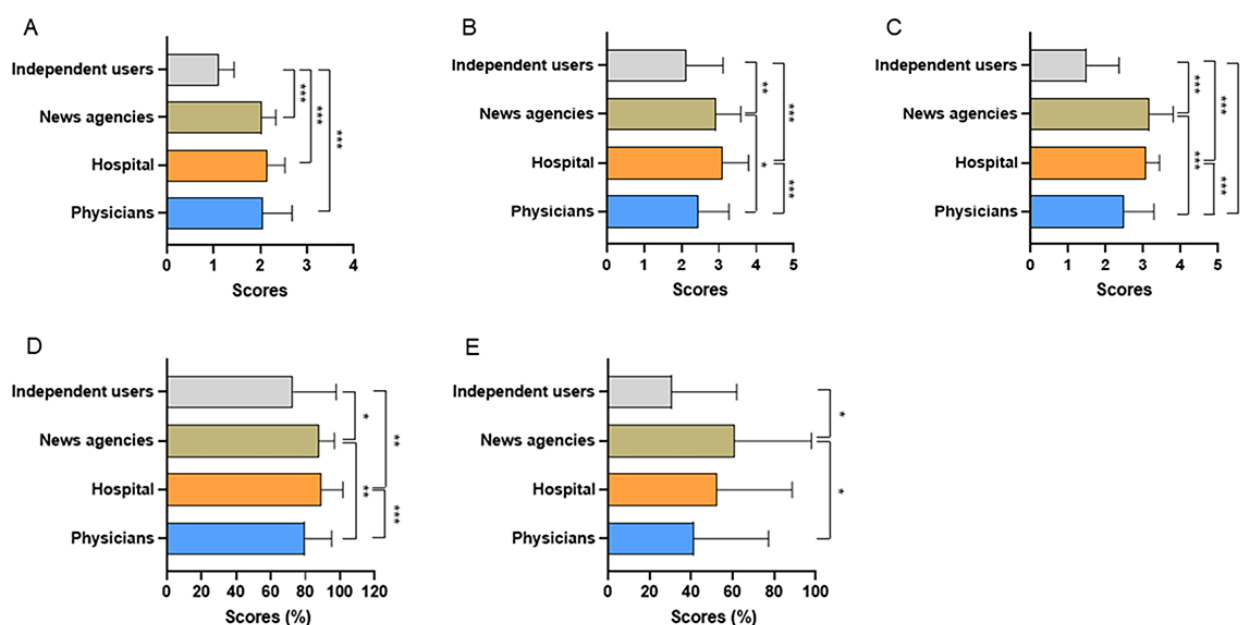 A
Independent users
News agencies
Hospital
Physicians
0 1 2 3 4
Scores
***
***
***
B
Independent users
News agencies
Hospital
Physicians
0 1 2 3 4 5
Scores
**
*
***
***
C
Independent users
News agencies
Hospital
Physicians
0 1 2 3 4 5
Scores
***
***
***
***
***
D
Independent users
News agencies
Hospital
Physicians
0 20 40 60 80 100 120
Scores (%)
*
**
**
***
E
Independent users
News agencies
Hospital
Physicians
0 20 40 60 80 100
Scores (%)
*
*